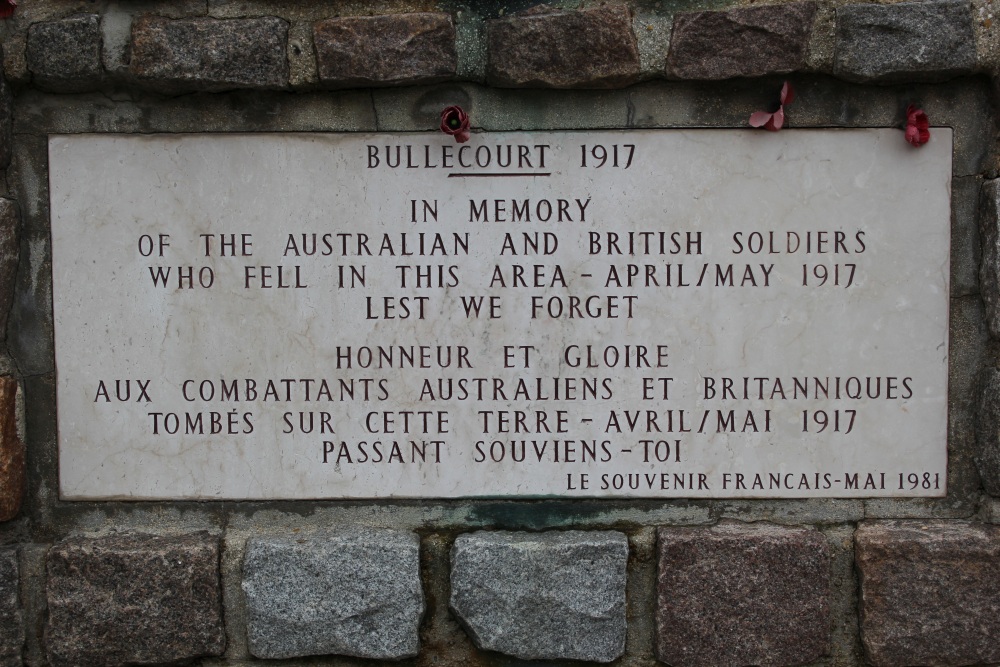 BULLECOURT 1917
IN MEMORY
OF THE AUSTRALIAN AND BRITISH SOLDIERS
WHO FELL IN THIS AREA - APRIL/MAY 1917
LEST WE FORGET
HONNEUR ET GLOIRE
AUX COMBATTANTS AUSTRALIENS ET BRITANNIQUES
TOMBÉS SUR CETTE TERRE - AVRIL/MAI 1917
PASSANT SOUVIENS-TOI
LE SOUVENIR FRANCAIS-MAI 1981